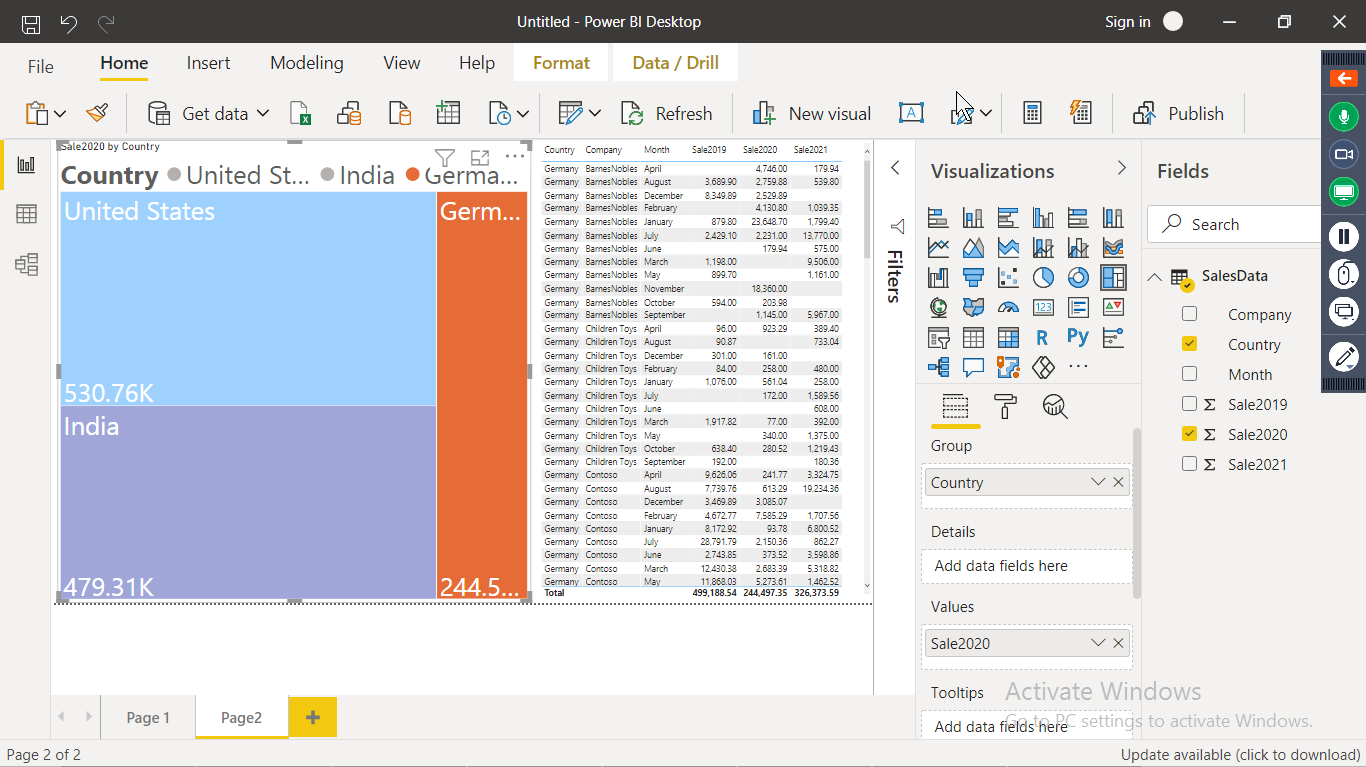 Untitled - Power BI Desktop
Sign in
File Home Insert Modeling View Help Format Data / Drill
Get data Refresh New visual A Publish
Sale2020 by Country
Country United St... India Germa...
United States
530.76K
India
479.31K
Germ...
244.5...
Country Company Month Sale2019 Sale2020 Sale2021
Germany BarnesNobles April 4,746.00 179.94
Germany BarnesNobles August 3,689.90 2,759.88 539.80
Germany BarnesNobles December 8,349.89 2,529.89
Germany BarnesNobles February 4,130.80 1,039.35
Germany BarnesNobles January 879.80 23,648.70 1,799.40
Germany BarnesNobles July 2,429.10 2,231.00 13,770.00
Germany BarnesNobles June 179.94 575.00
Germany BarnesNobles March 1,198.00 9,506.00
Germany BarnesNobles May 899.70 1,161.00
Germany BarnesNobles November 18,360.00
Germany BarnesNobles October 594.00 203.98
Germany BarnesNobles September 1,145.00 5,967.00
Germany Children Toys April 96.00 923.29 389.40
Germany Children Toys August 90.87 733.04
Germany Children Toys December 301.00 161.00
Germany Children Toys February 84.00 258.00 480.00
Germany Children Toys January 1,076.00 561.04 258.00
Germany Children Toys July 172.00 1,589.56
Germany Children Toys June 608.00
Germany Children Toys March 1,917.82 77.00 392.00
Germany Children Toys May 340.00 1,375.00
Germany Children Toys October 638.40 280.52 1,219.43
Germany Children Toys September 192.00 180.36
Germany Contoso April 9,626.06 241.77 3,324.75
Germany Contoso August 7,739.76 613.29 19,234.36
Germany Contoso December 3,469.89 3,085.07
Germany Contoso February 4,672.77 7,585.29 1,707.56
Germany Contoso January 8,172.92 93.78 6,800.52
Germany Contoso July 28,791.79 2,150.36 862.27
Germany Contoso June 2,743.85 373.52 3,598.86
Germany Contoso March 12,430.38 2,683.39 5,318.82
Germany Contoso May 11,868.03 5,273.61 1,462.52
Total 499,188.54 244,497.35 326,373.59
Filters
Visualizations
123
R Py
Group
Country
Details
Add data fields here
Values
Sale2020
Tooltips
Add data fields here
Fields
Search
SalesData
Company
Country
Month
Σ Sale2019
Σ Sale2020
Σ Sale2021
Activate Windows
Go to PC settings to activate Windows.
Page 1 Page2 +
Page 2 of 2
Update available (click to download)